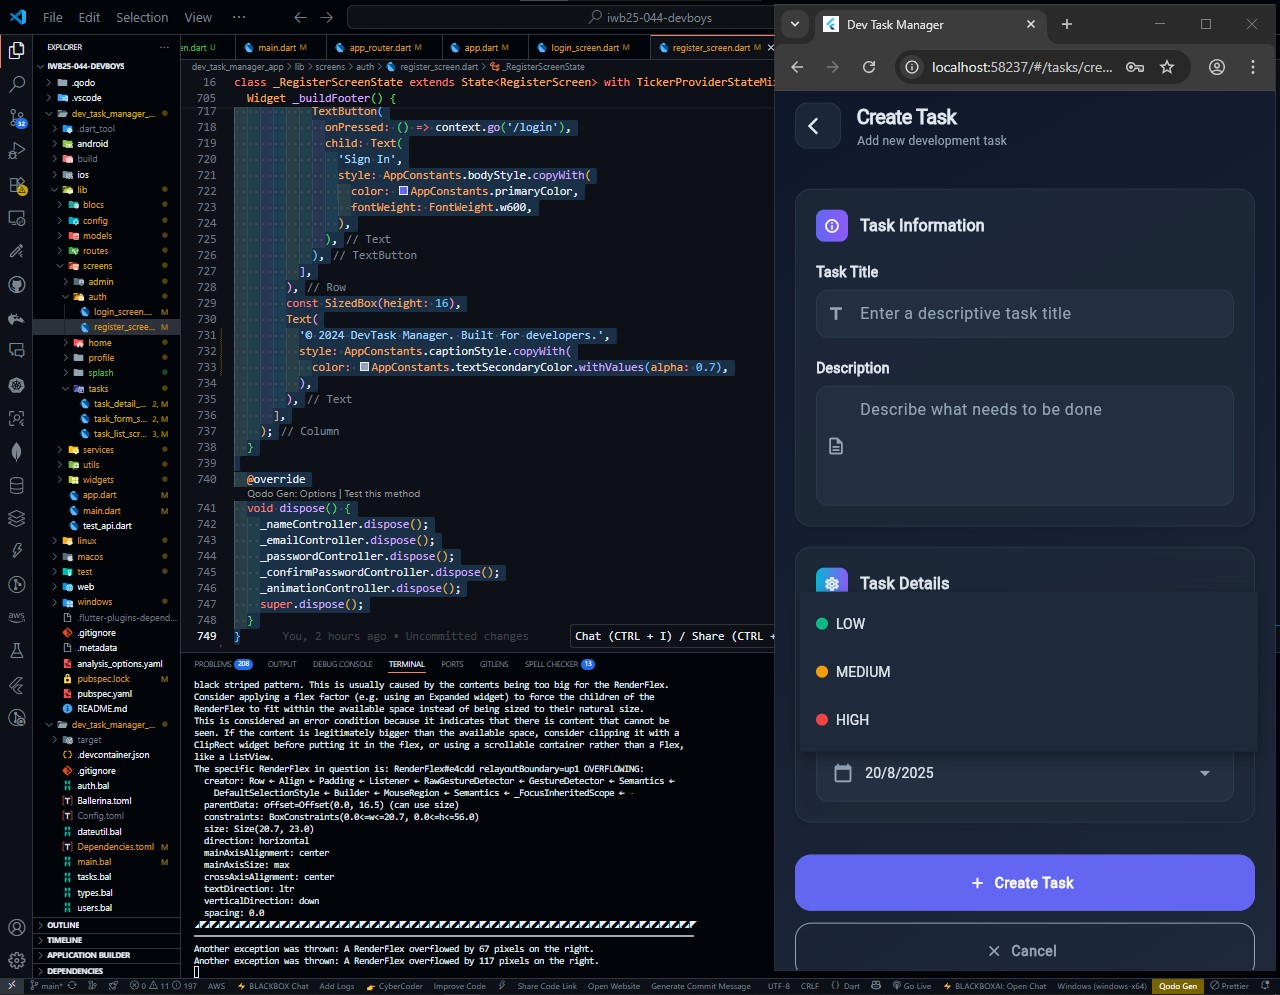 File Edit Selection View ···
iwb25-044-devboys
EXPLORER ···
IWB25-044-DEVBOYS
.qodo
.vscode
dev_task_manager_...
.dart_tool
android
build
ios
lib
blocs
config
models
routes
screens
admin
auth
login_screen.... M
register_scree... M
home
profile
splash
tasks
task_detail_... 2, M
task_form_s... 2, M
task_list_scr... 3, M
services
utils
widgets
app.dart M
main.dart M
test_api.dart
linux
macos
test
web
windows
.flutter-plugins-depend...
.gitignore
.metadata
analysis_options.yaml
pubspec.lock M
pubspec.yaml
README.md
dev_task_manager_...
target
.devcontainer.json
.gitignore
auth.bal
Ballerina.toml
Config.toml
dateutil.bal
Dependencies.toml M
main.bal M
tasks.bal
types.bal
users.bal
OUTLINE
TIMELINE
APPLICATION BUILDER
DEPENDENCIES
32
aws
en.dart U main.dart M app_router.dart M app.dart M login_screen.dart M register_screen.dart M
dev_task_manager_app > lib > screens > auth > register_screen.dart > _RegisterScreenState
16 class _RegisterScreenState extends State<RegisterScreen> with TickerProviderStateMi
705 Widget _buildFooter() {
717 TextButton(
718 onPressed: () => context.go('/login'),
719 child: Text(
720 'Sign In',
721 style: AppConstants.bodyStyle.copyWith(
722 color: AppConstants.primaryColor,
723 fontWeight: FontWeight.w600,
724 ),
725 ), // Text
726 ), // TextButton
727 ],
728 ), // Row
729 const SizedBox(height: 16),
730 Text(
731 '© 2024 DevTask Manager. Built for developers.',
732 style: AppConstants.captionStyle.copyWith(
733 color: AppConstants.textSecondaryColor.withValues(alpha: 0.7),
734 ),
735 ), // Text
736 ],
737 ); // Column
738 }
739
740 @override
Qodo Gen: Options | Test this method
741 void dispose() {
742 _nameController.dispose();
743 _emailController.dispose();
744 _passwordController.dispose();
745 _confirmPasswordController.dispose();
746 _animationController.dispose();
747 super.dispose();
748 }
749 } You, 2 hours ago • Uncommitted changes
Chat (CTRL + I) / Share (CTRL +
PROBLEMS 208 OUTPUT DEBUG CONSOLE TERMINAL PORTS GITLENS SPELL CHECKER 13
black striped pattern. This is usually caused by the contents being too big for the RenderFlex.
Consider applying a flex factor (e.g. using an Expanded widget) to force the children of the
RenderFlex to fit within the available space instead of being sized to their natural size.
This is considered an error condition because it indicates that there is content that cannot be
seen. If the content is legitimately bigger than the available space, consider clipping it with a
ClipRect widget before putting it in the flex, or using a scrollable container rather than a Flex,
like a ListView.
The specific RenderFlex in question is: RenderFlex#e4cdd relayoutBoundary=up1 OVERFLOWING:
creator: Row ← Align ← Padding ← Listener ← RawGestureDetector ← GestureDetector ← Semantics ←
DefaultSelectionStyle ← Builder ← MouseRegion ← Semantics ← _FocusInheritedScope ← ⋯
parentData: offset=Offset(0.0, 16.5) (can use size)
constraints: BoxConstraints(0.0<=w<=20.7, 0.0<=h<=56.0)
size: Size(20.7, 23.0)
direction: horizontal
mainAxisAlignment: center
mainAxisSize: max
crossAxisAlignment: center
textDirection: ltr
verticalDirection: down
spacing: 0.0
Another exception was thrown: A RenderFlex overflowed by 67 pixels on the right.
Another exception was thrown: A RenderFlex overflowed by 117 pixels on the right.
main* 0 11 197 AWS BLACKBOX Chat Add Logs CyberCoder Improve Code Share Code Link Open Website Generate Commit Message UTF-8 CRLF {} Dart Go Live BLACKBOXAI: Open Chat Windows (windows-x64) Qodo Gen Prettier
Dev Task Manager
localhost:58237/#/tasks/cre...
Create Task
Add new development task
Task Information
Task Title
Enter a descriptive task title
Description
Describe what needs to be done
Task Details
LOW
MEDIUM
HIGH
20/8/2025
+ Create Task
Cancel